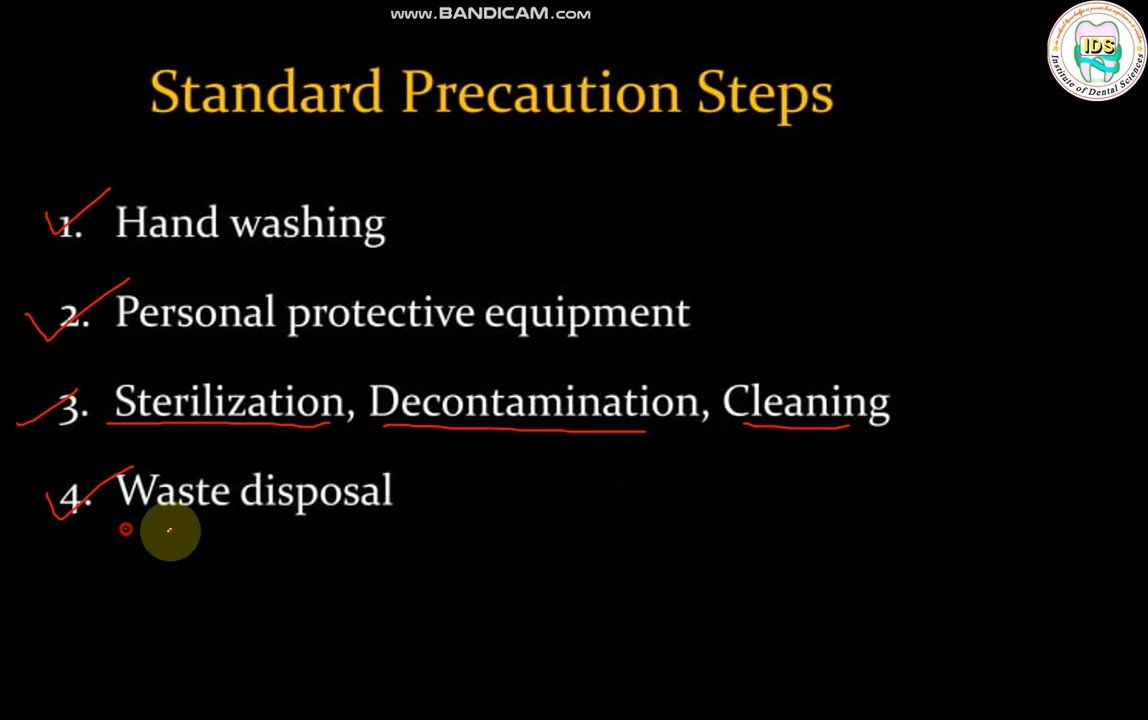 www.BANDICAM.com
IDS
Institute of Dental Sciences
Standard Precaution Steps
1. Hand washing
2. Personal protective equipment
3. Sterilization, Decontamination, Cleaning
4. Waste disposal